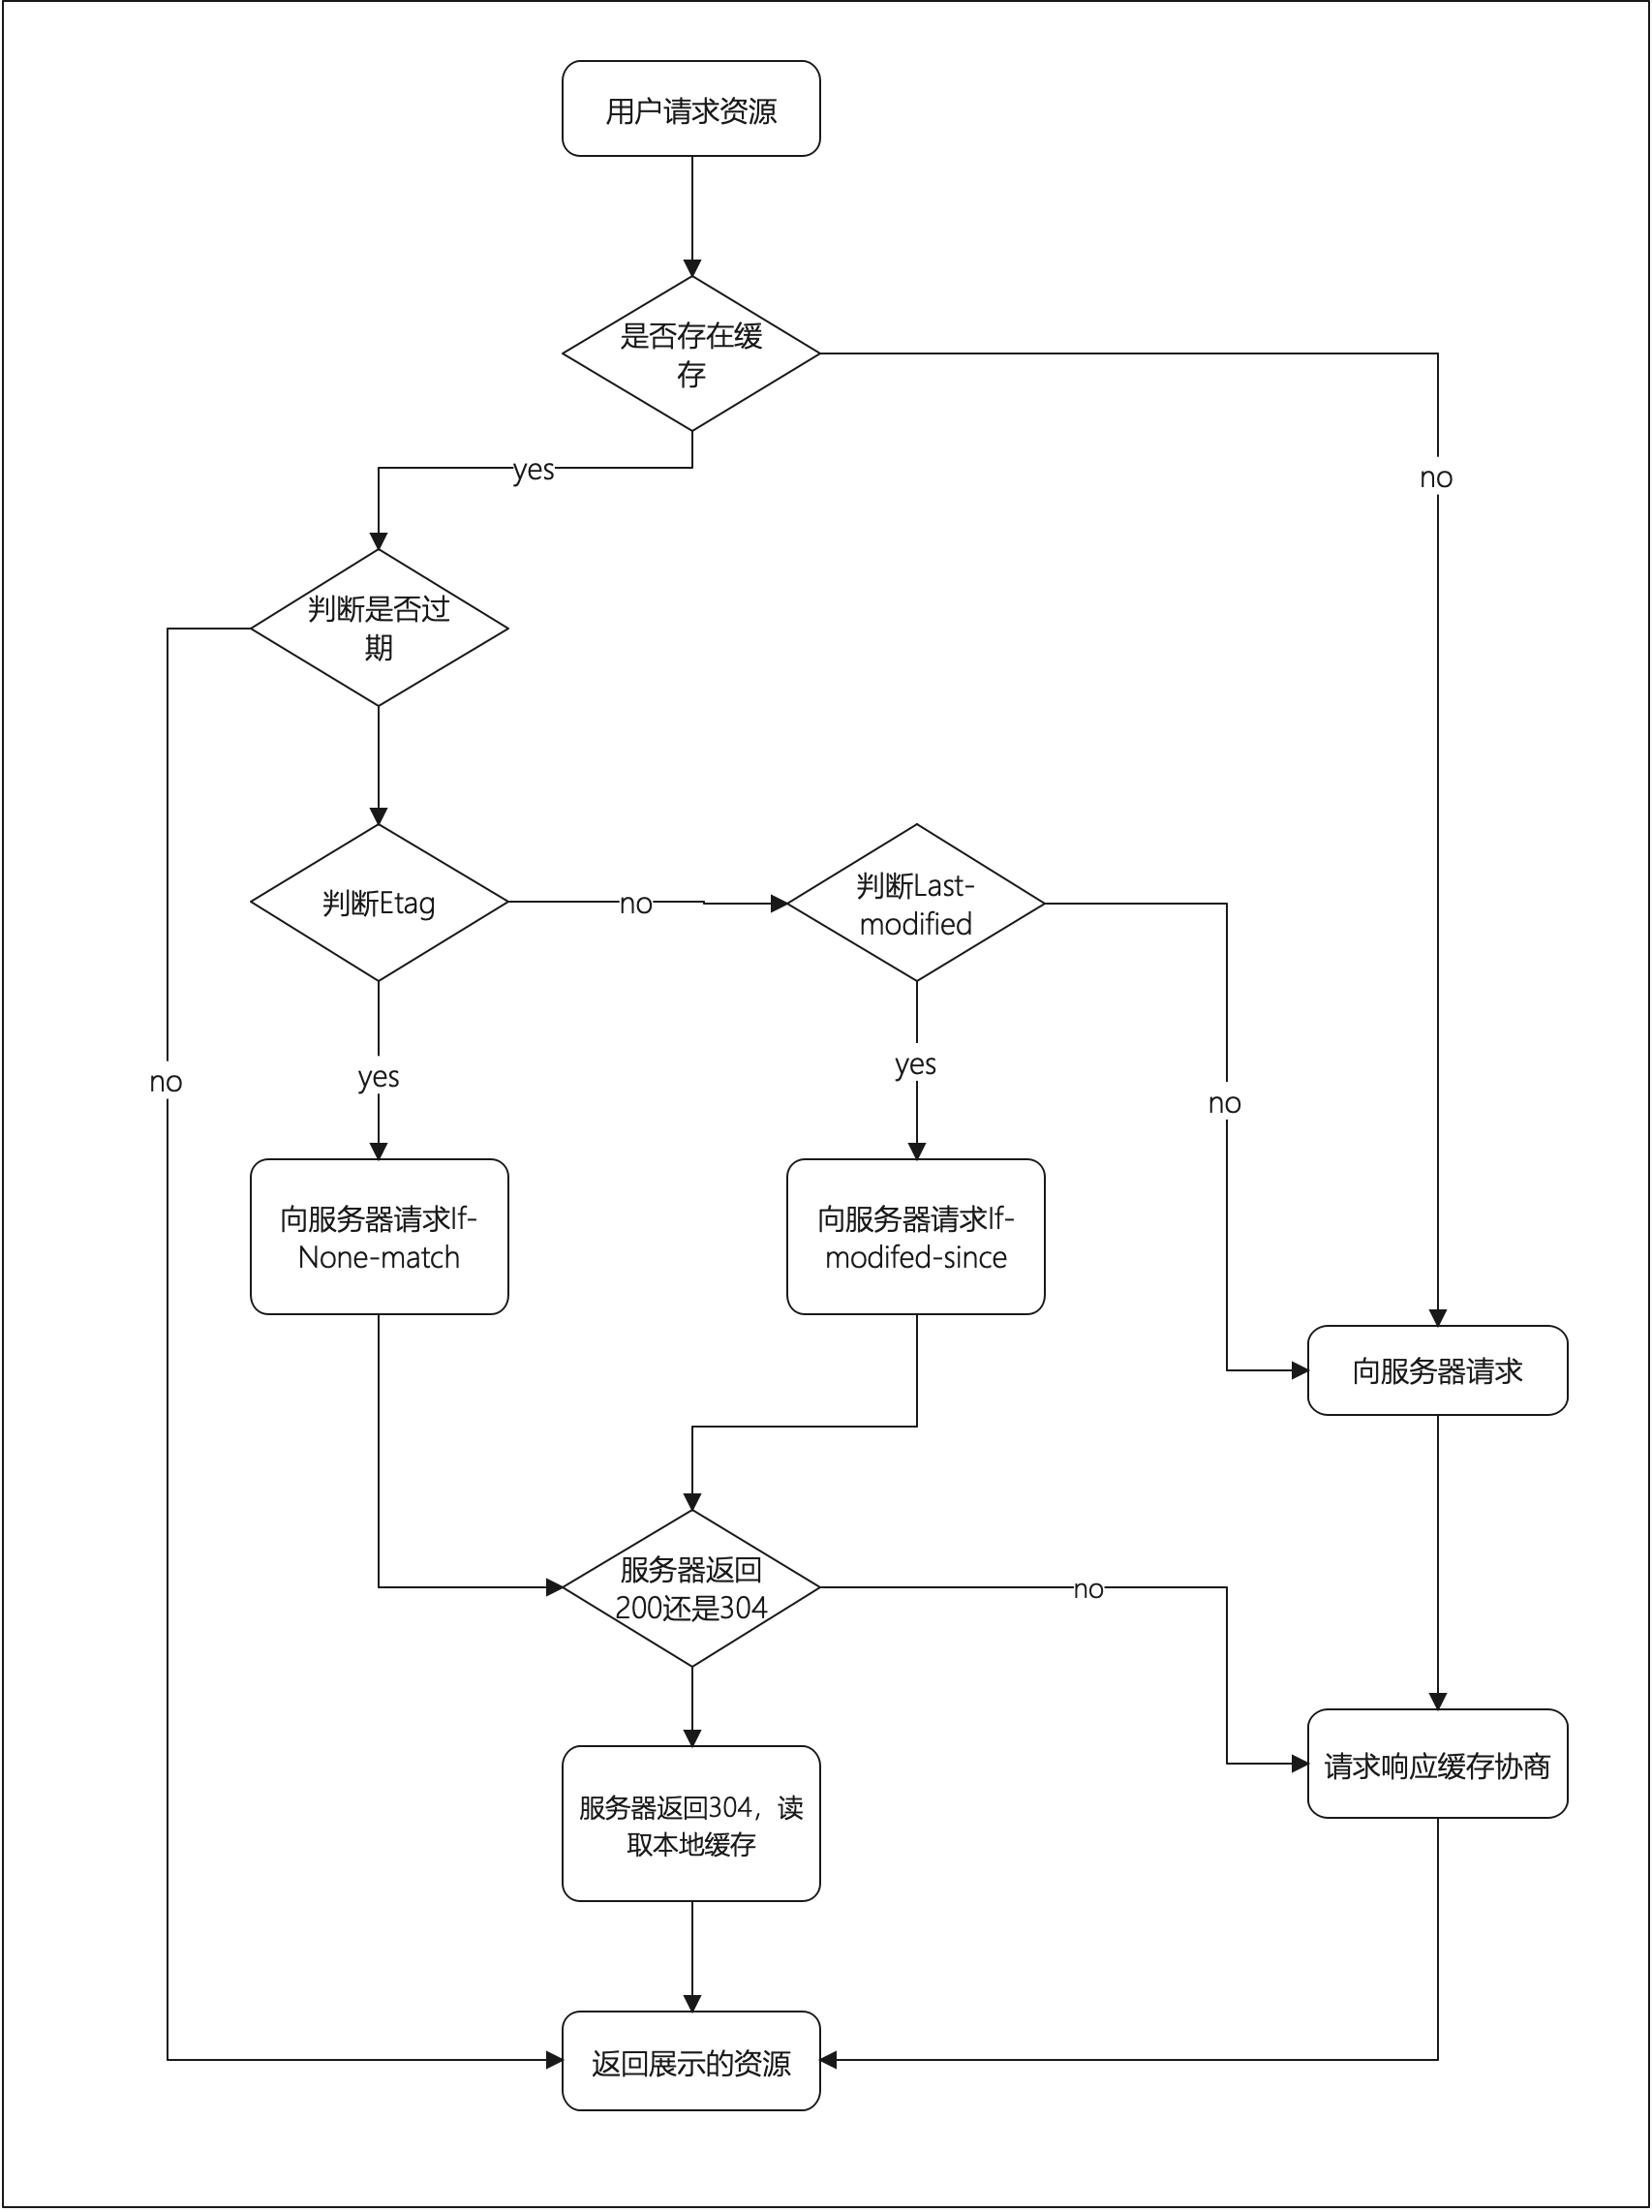 用户请求资源
是否存在缓
存
yes
no
判断是否过
期
判断Etag
no
判断Last-
modified
no
yes
yes
no
向服务器请求If-
None-match
向服务器请求If-
modifed-since
向服务器请求
服务器返回
200还是304
no
请求响应缓存协商
服务器返回304，读
取本地缓存
返回展示的资源